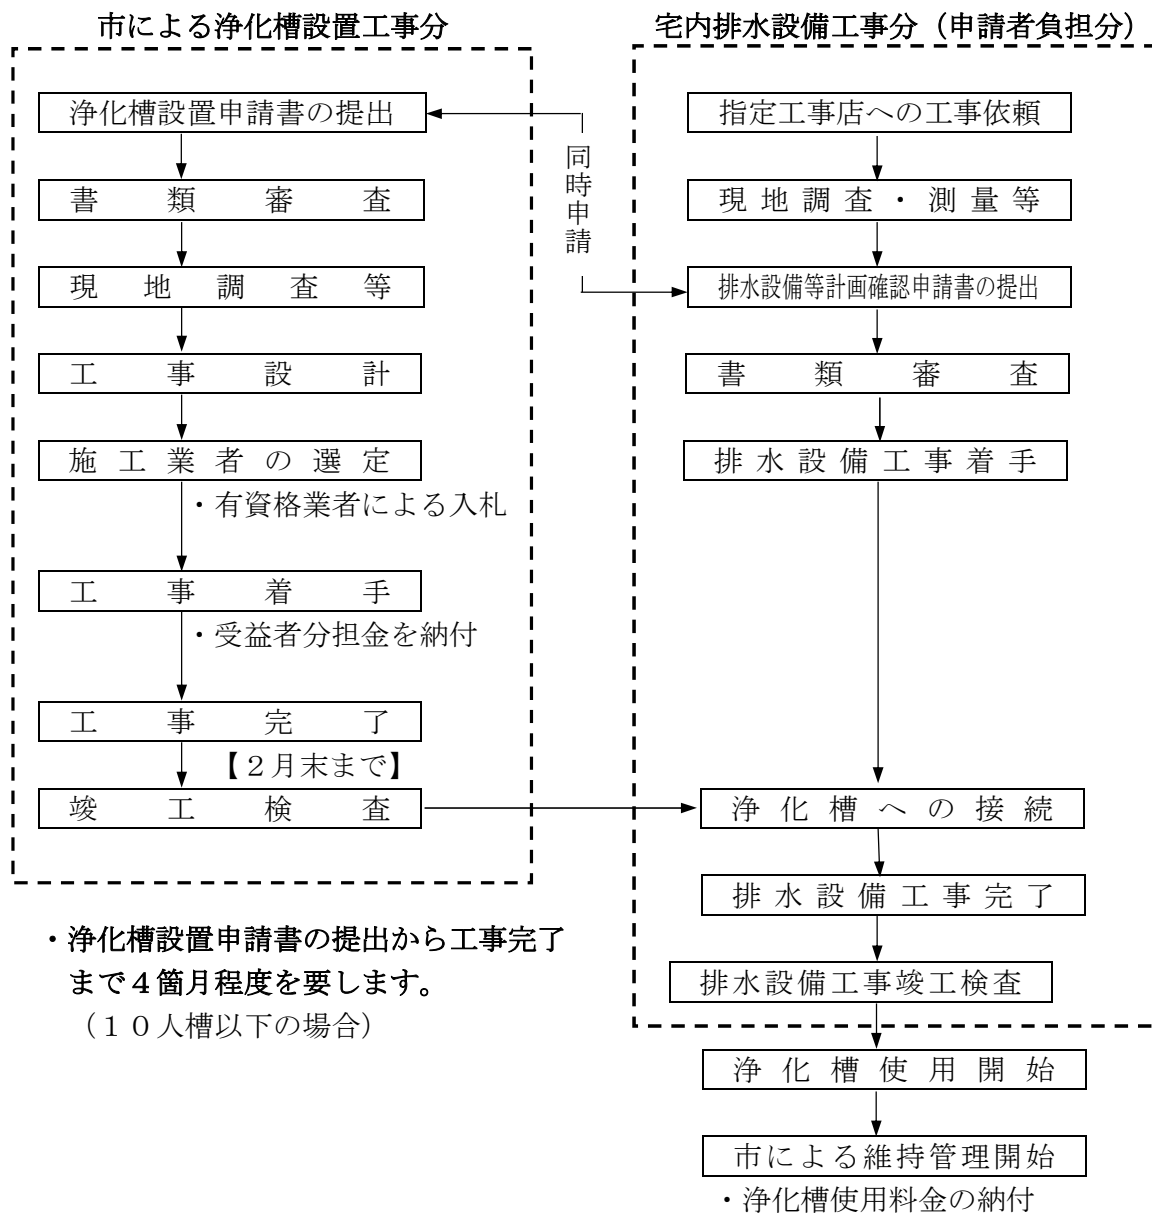 市による浄化槽設置工事分
浄化槽設置申請書の提出
書類審査
現地調査等
工事設計
施工業者の選定
・有資格業者による入札
工事着手
・受益者分担金を納付
工事完了
【２月末まで】
竣工検査
・浄化槽設置申請書の提出から工事完了
まで４箇月程度を要します。
（１０人槽以下の場合）
同時申請
宅内排水設備工事分（申請者負担分）
指定工事店への工事依頼
現地調査・測量等
排水設備等計画確認申請書の提出
書類審査
排水設備工事着手
浄化槽への接続
排水設備工事完了
排水設備工事竣工検査
浄化槽使用開始
市による維持管理開始
・浄化槽使用料金の納付